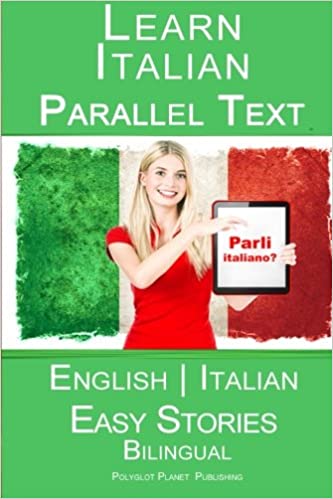 Learn
Italian
Parallel Text
Parli
italiano?
English | Italian
Easy Stories
Bilingual
Polyglot Planet Publishing